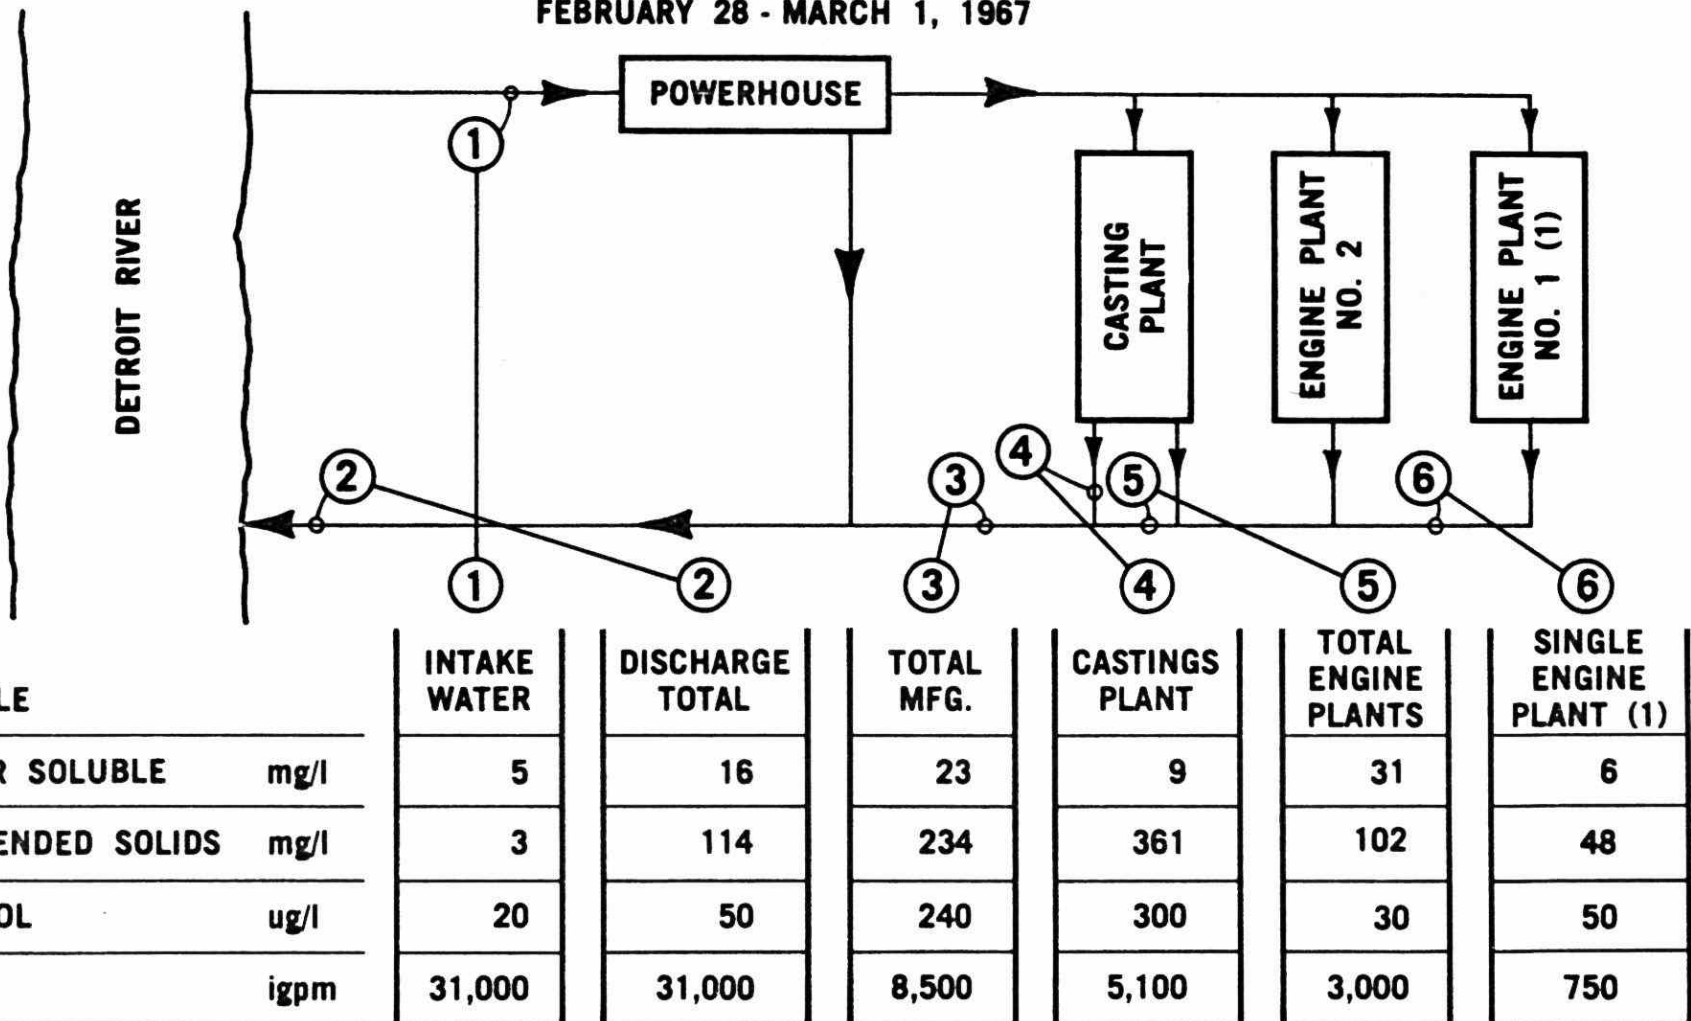 FEBRUARY 28 - MARCH 1, 1967
POWERHOUSE
1
DETROIT RIVER
CASTING
PLANT
ENGINE PLANT
NO. 2
ENGINE PLANT
NO. 1 (1)
2
3
4
5
6
1
2
3
4
5
6
INTAKE
WATER
DISCHARGE
TOTAL
TOTAL
MFG.
CASTINGS
PLANT
TOTAL
ENGINE
PLANTS
SINGLE
ENGINE
PLANT (1)
LE
R SOLUBLE mg/l 5 16 23 9 31 6
ENDED SOLIDS mg/l 3 114 234 361 102 48
OL ug/l 20 50 240 300 30 50
igpm 31,000 31,000 8,500 5,100 3,000 750